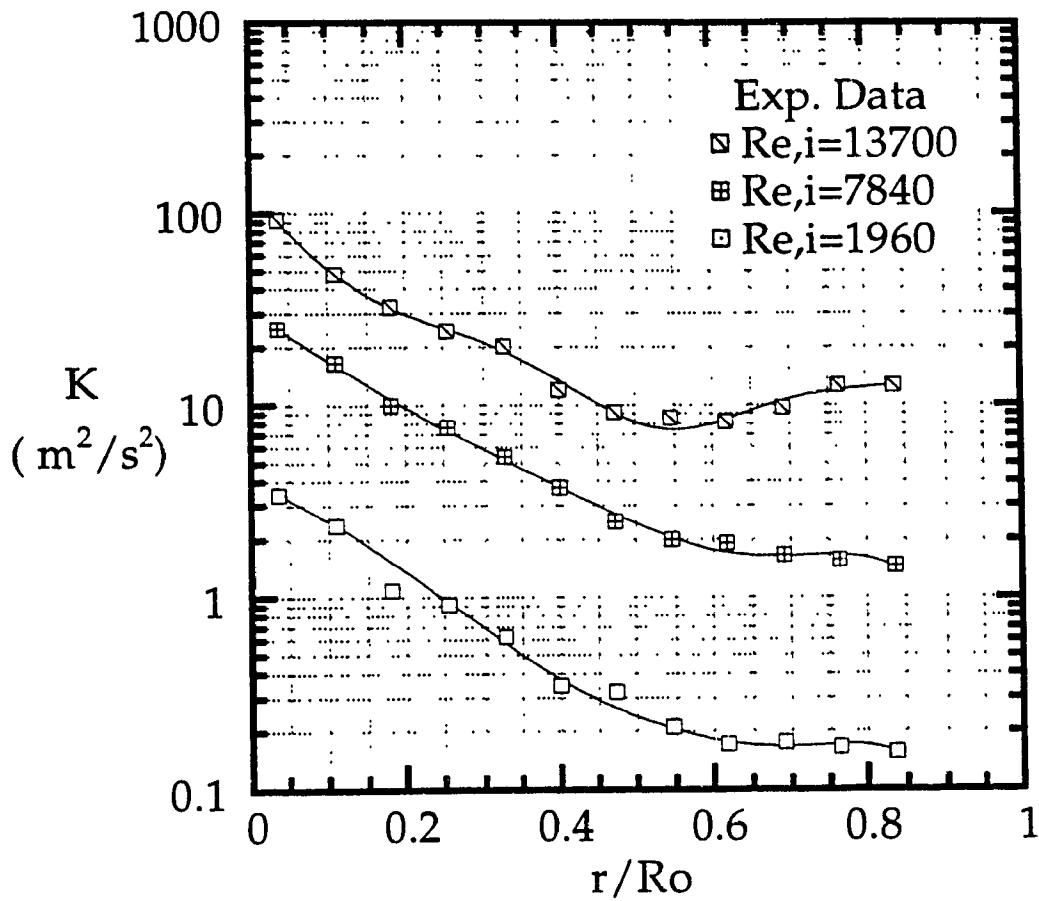 1000
100
10
1
0.1
K
( m²/s²)
Exp. Data
Re,i=13700
Re,i=7840
Re,i=1960
0
0.2
0.4
0.6
0.8
1
r/Ro